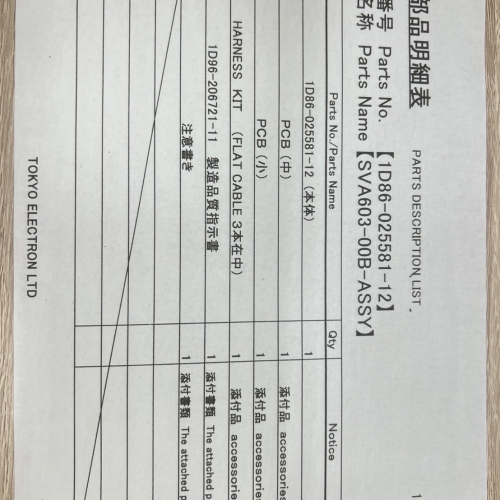 部品明細表 PARTS DESCRIPTION LIST
番号 Parts No. 【1D86-025581-12】
名称 Parts Name 【SVA603-00B-ASSY】
Parts No./Parts Name Qty Notice
1D86-025581-12 (本体) 1
PCB (中) 1 添付品 accessories
PCB (小) 1 添付品 accessories
HARNESS KIT (FLAT CABLE 3本在中) 1 添付品 accessories
1D96-206721-11 製造品質指示書 1 添付書類 The attached
注意書き 1 添付書類 The attached
TOKYO ELECTRON LTD